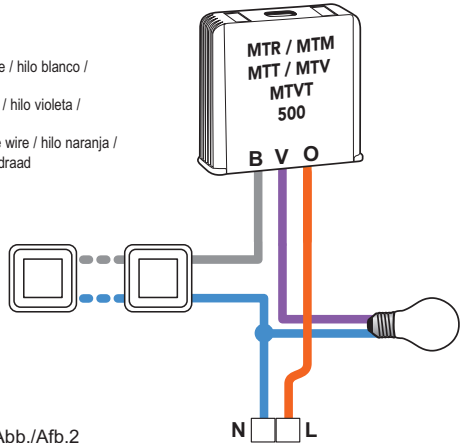 e / hilo blanco /
/ hilo violeta /
e wire / hilo naranja /
draad
MTR / MTM
MTT / MTV
MTVT
500
B V O
N L
Abb./Afb.2